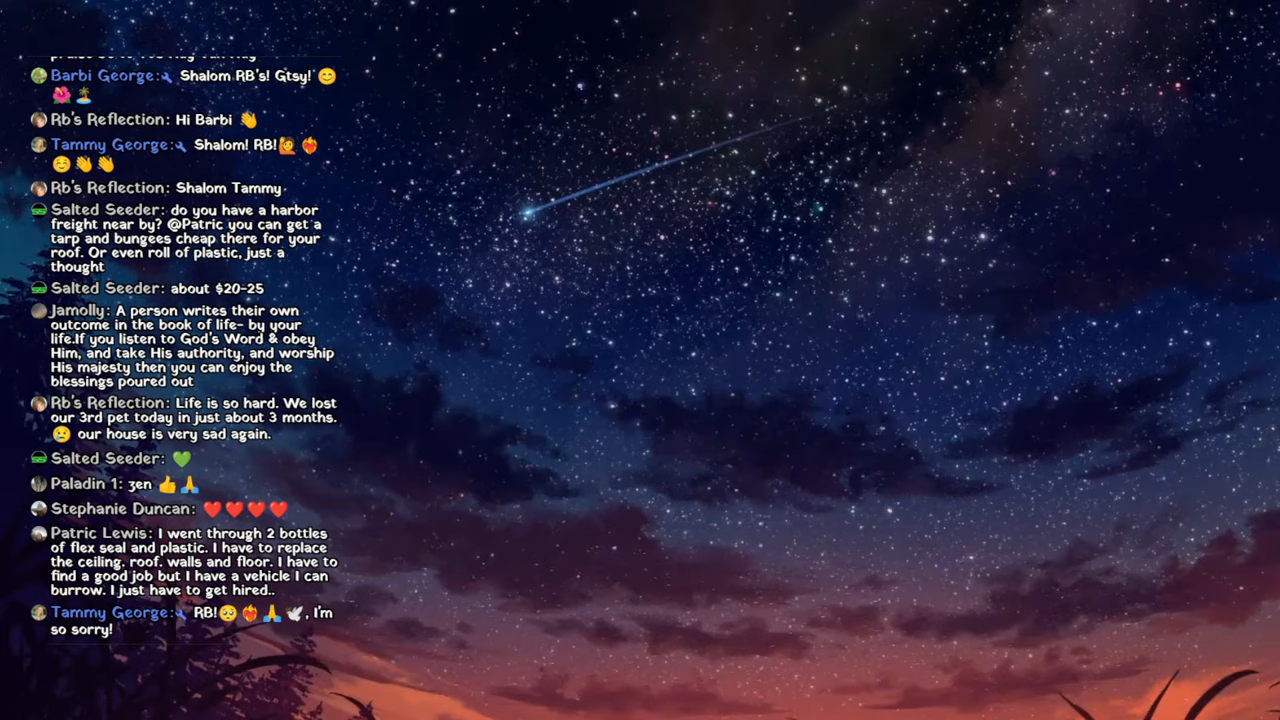 Barbi George: Shalom RB's! Gtsy! 😊
🌺🏝️
Rb's Reflection: Hi Barbi 👋
Tammy George: Shalom! RB!🙋❤️‍🔥
😊👋👋
Rb's Reflection: Shalom Tammy
Salted Seeder: do you have a harbor
freight near by? @Patric you can get a
tarp and bungees cheap there for your
roof. Or even roll of plastic, just a
thought
Salted Seeder: about $20-25
Jamolly: A person writes their own
outcome in the book of life- by your
life.If you listen to God's Word & obey
Him, and take His authority, and worship
His majesty then you can enjoy the
blessings poured out
Rb's Reflection: Life is so hard. We lost
our 3rd pet today in just about 3 months.
😢 our house is very sad again.
Salted Seeder: 💚
Paladin 1: zen 👍🙏
Stephanie Duncan: ❤️❤️❤️❤️
Patric Lewis: I went through 2 bottles
of flex seal and plastic. I have to replace
the ceiling. roof. walls and floor. I have to
find a good job but I have a vehicle I can
burrow. I just have to get hired..
Tammy George: RB!🥺❤️‍🔥🙏🕊️, I'm
so sorry!